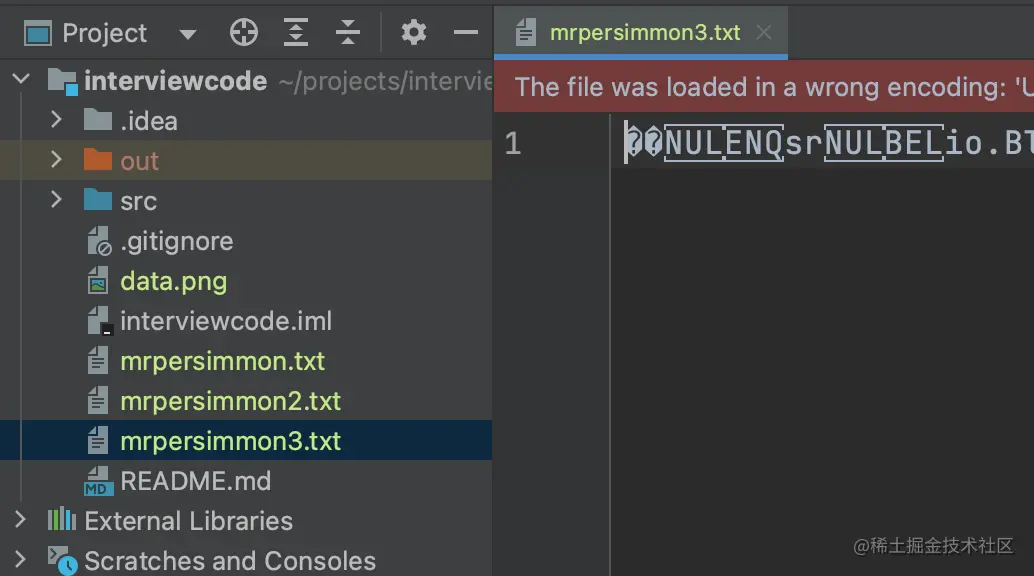 Project
interviewcode ~/projects/intervie
.idea
out
src
.gitignore
data.png
interviewcode.iml
mrpersimmon.txt
mrpersimmon2.txt
mrpersimmon3.txt
MD README.md
External Libraries
Scratches and Consoles
mrpersimmon3.txt
The file was loaded in a wrong encoding: 'U
1 ��NULENQsrNULBELio.BT
@稀土掘金技术社区